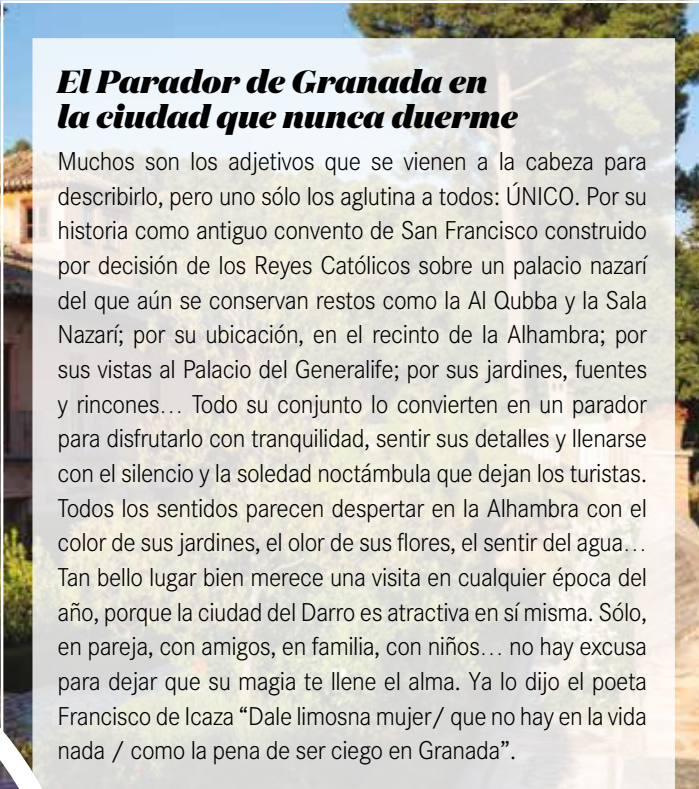 El Parador de Granada en
la ciudad que nunca duerme
Muchos son los adjetivos que se vienen a la cabeza para
describirlo, pero uno sólo los aglutina a todos: ÚNICO. Por su
historia como antiguo convento de San Francisco construido
por decisión de los Reyes Católicos sobre un palacio nazarí
del que aún se conservan restos como la Al Qubba y la Sala
Nazarí; por su ubicación, en el recinto de la Alhambra; por
sus vistas al Palacio del Generalife; por sus jardines, fuentes
y rincones… Todo su conjunto lo convierten en un parador
para disfrutarlo con tranquilidad, sentir sus detalles y llenarse
con el silencio y la soledad noctámbula que dejan los turistas.
Todos los sentidos parecen despertar en la Alhambra con el
color de sus jardines, el olor de sus flores, el sentir del agua…
Tan bello lugar bien merece una visita en cualquier época del
año, porque la ciudad del Darro es atractiva en sí misma. Sólo,
en pareja, con amigos, en familia, con niños… no hay excusa
para dejar que su magia te llene el alma. Ya lo dijo el poeta
Francisco de Icaza “Dale limosna mujer/ que no hay en la vida
nada / como la pena de ser ciego en Granada”.